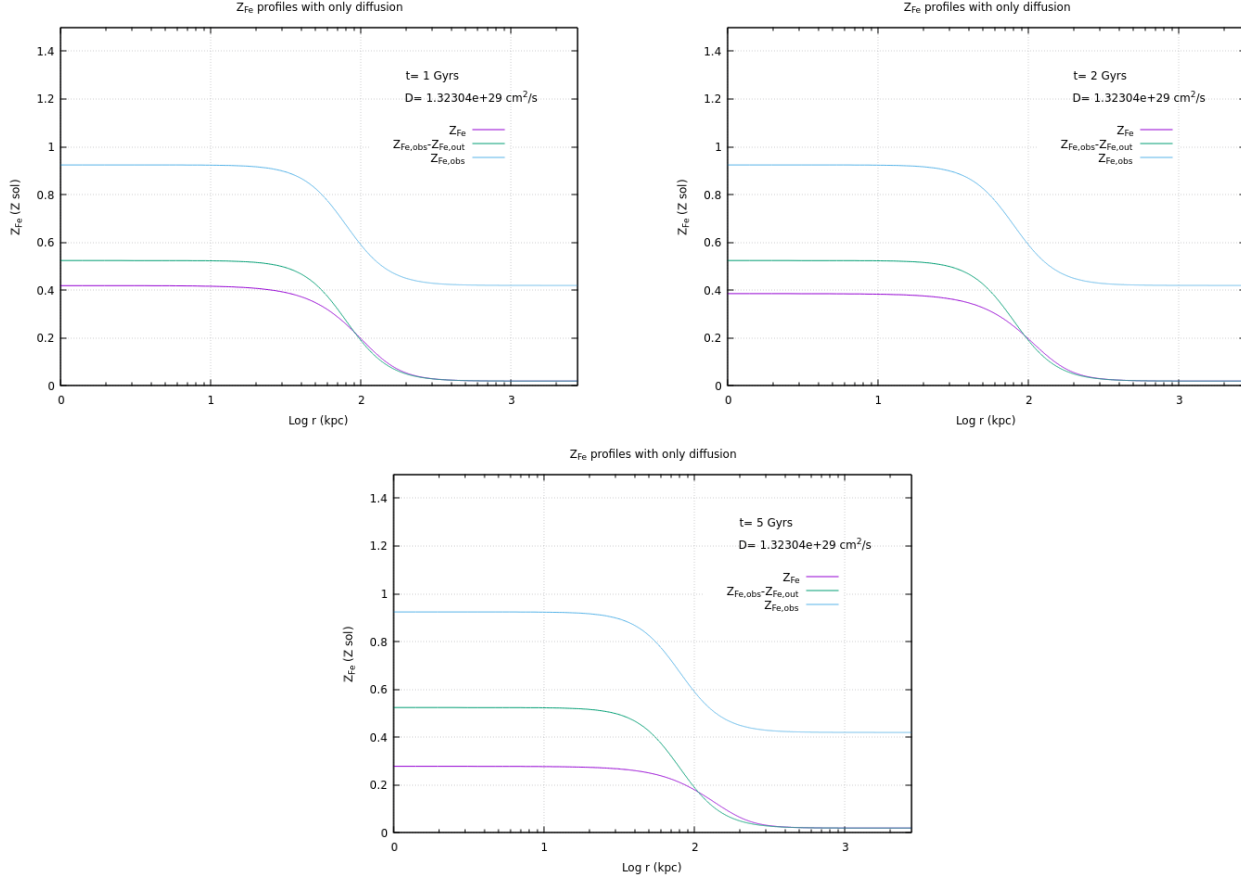 Z_Fe profiles with only diffusion
1.4
1.2
1
0.8
0.6
0.4
0.2
0
Z_Fe (Z sol)
t= 1 Gyrs
D= 1.32304e+29 cm²/s
Z_Fe
Z_Fe,obs-Z_Fe,out
Z_Fe,obs
0 1 2 3
Log r (kpc)
Z_Fe profiles with only diffusion
1.4
1.2
1
0.8
0.6
0.4
0.2
0
Z_Fe (Z sol)
t= 2 Gyrs
D= 1.32304e+29 cm²/s
Z_Fe
Z_Fe,obs-Z_Fe,out
Z_Fe,obs
0 1 2 3
Log r (kpc)
Z_Fe profiles with only diffusion
1.4
1.2
1
0.8
0.6
0.4
0.2
0
Z_Fe (Z sol)
t= 5 Gyrs
D= 1.32304e+29 cm²/s
Z_Fe
Z_Fe,obs-Z_Fe,out
Z_Fe,obs
0 1 2 3
Log r (kpc)